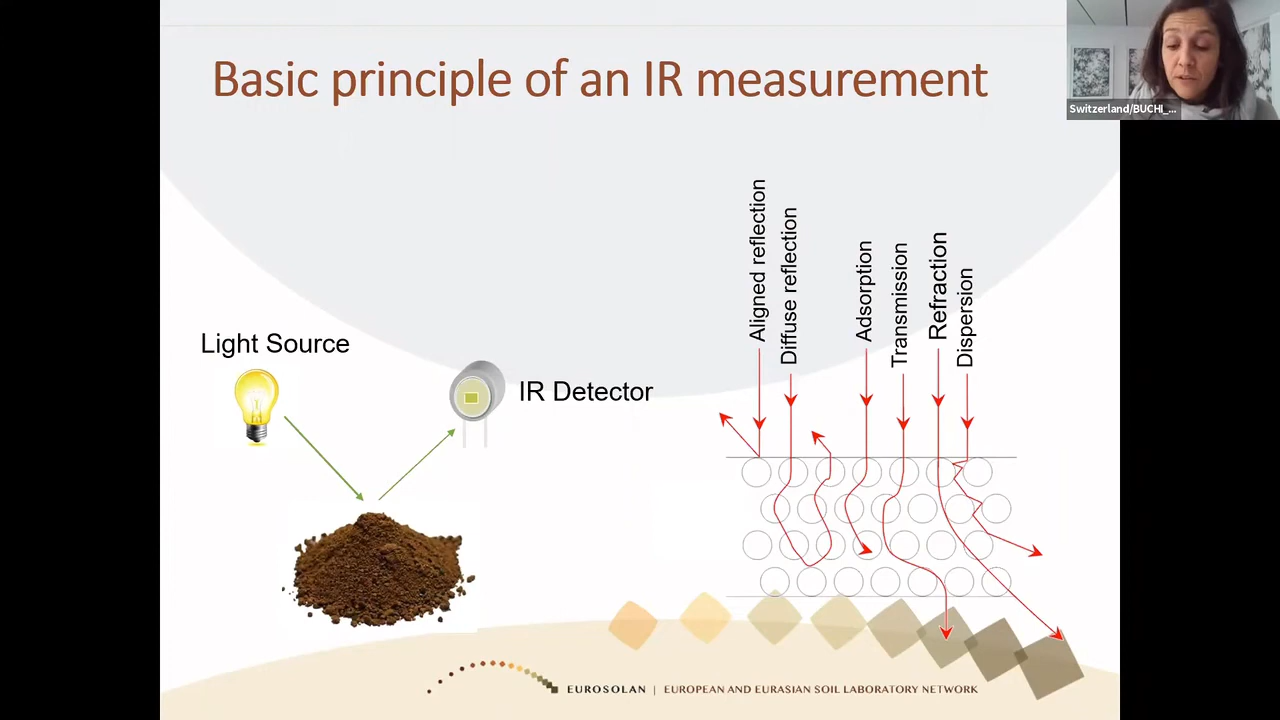 Basic principle of an IR measurement
Switzerland/BUCHI_...
Aligned reflection
Diffuse reflection
Adsorption
Transmission
Refraction
Dispersion
Light Source
IR Detector
EUROSOLAN | EUROPEAN AND EURASIAN SOIL LABORATORY NETWORK